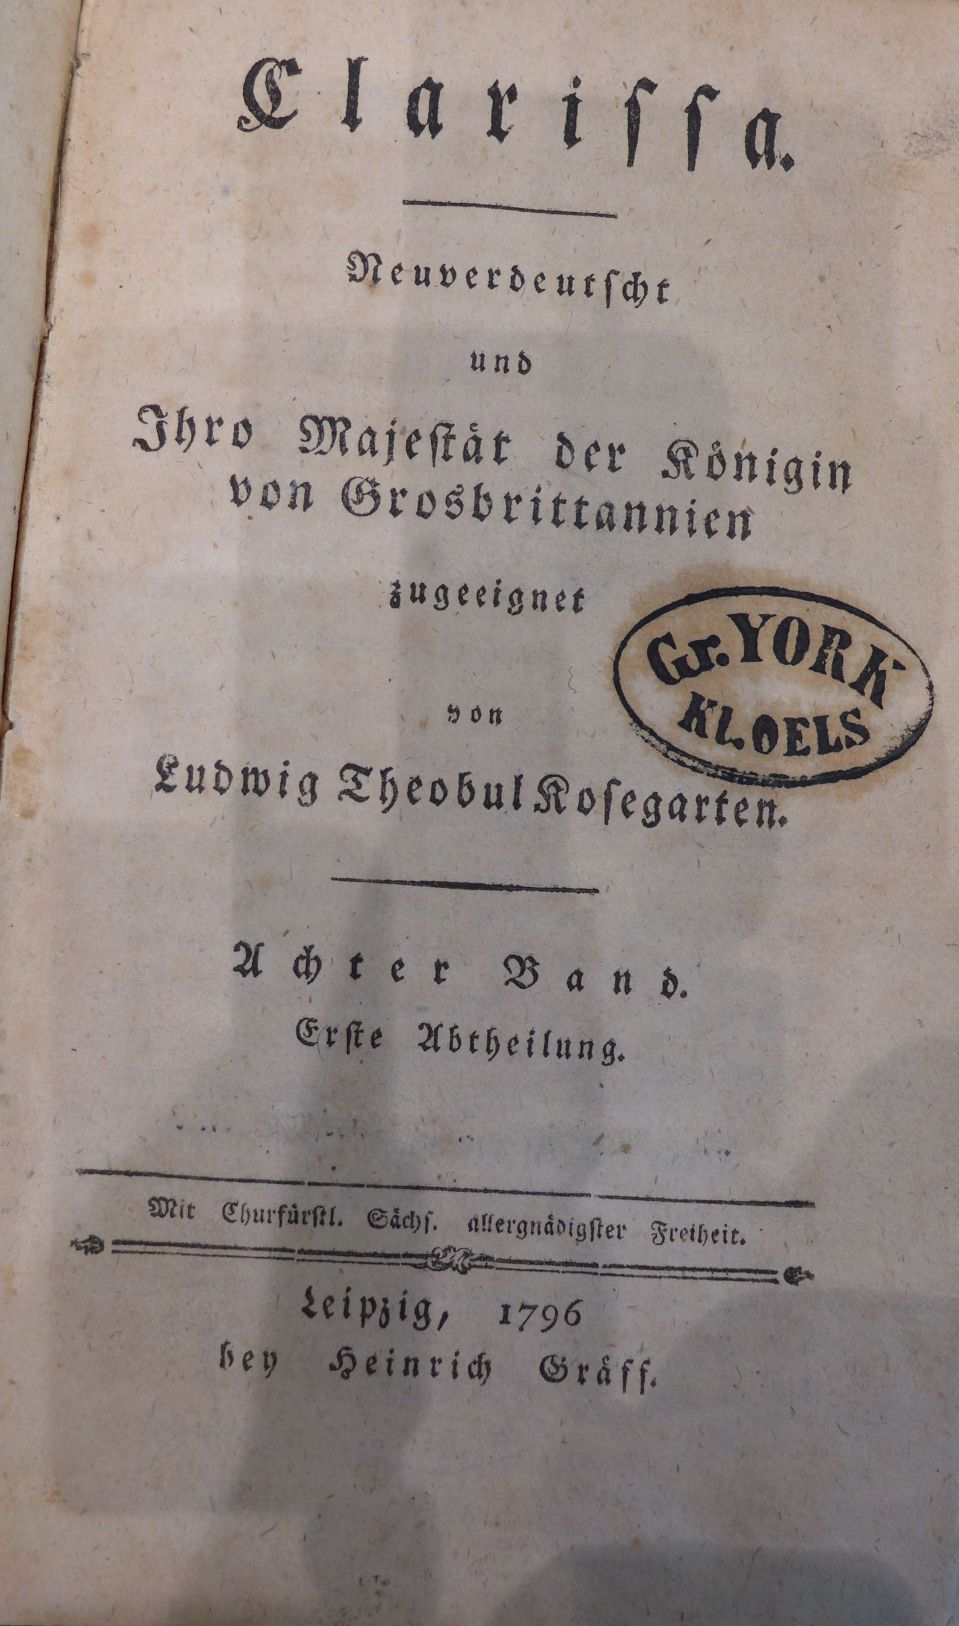 Clariſſa.
Neuverdeutſcht
und
Ihro Majeſtät der Königin
von Grosbrittannien
zugeeignet
von
Ludwig Theobul Koſegarten.
Gr. YORK
Kl. OELS
Achter Band.
Erſte Abtheilung.
Mit Churfürſtl. Sächſ. allergnädigſter Freiheit.
Leipzig, 1796
bey Heinrich Gräff.